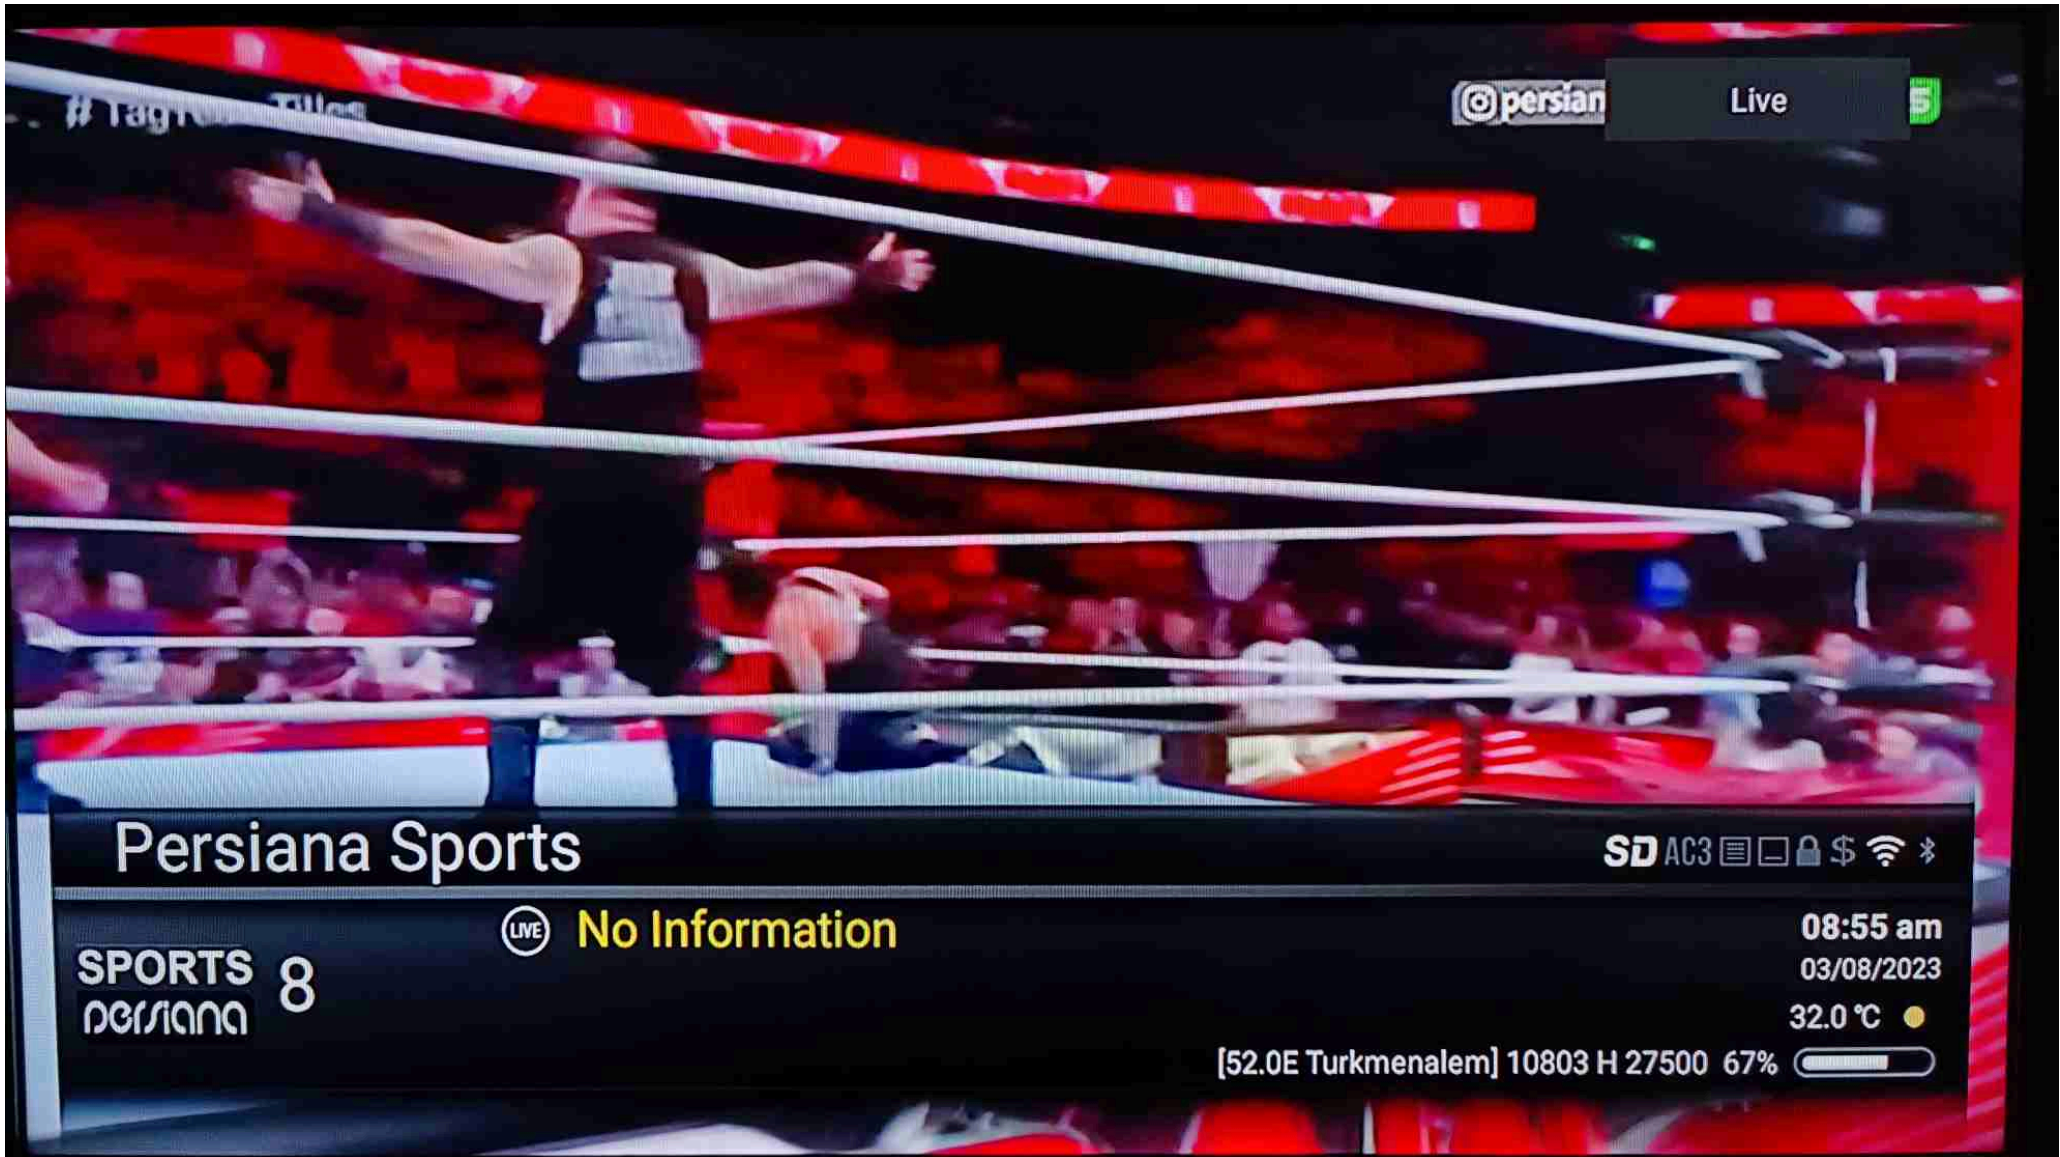 @persian
Live
S
Persiana Sports
SD AC3
LIVE No Information
08:55 am
SPORTS 8
persiana
03/08/2023
32.0 °C
[52.0E Turkmenalem] 10803 H 27500 67%